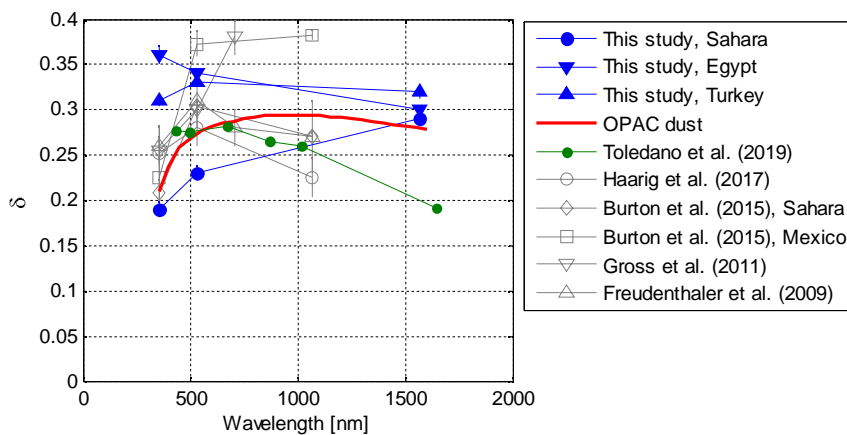 0.4
0.35
0.3
0.25
0.2
0.15
0.1
0.05
0
δ
0
500
1000
1500
2000
Wavelength [nm]
This study, Sahara
This study, Egypt
This study, Turkey
OPAC dust
Toledano et al. (2019)
Haarig et al. (2017)
Burton et al. (2015), Sahara
Burton et al. (2015), Mexico
Gross et al. (2011)
Freudenthaler et al. (2009)